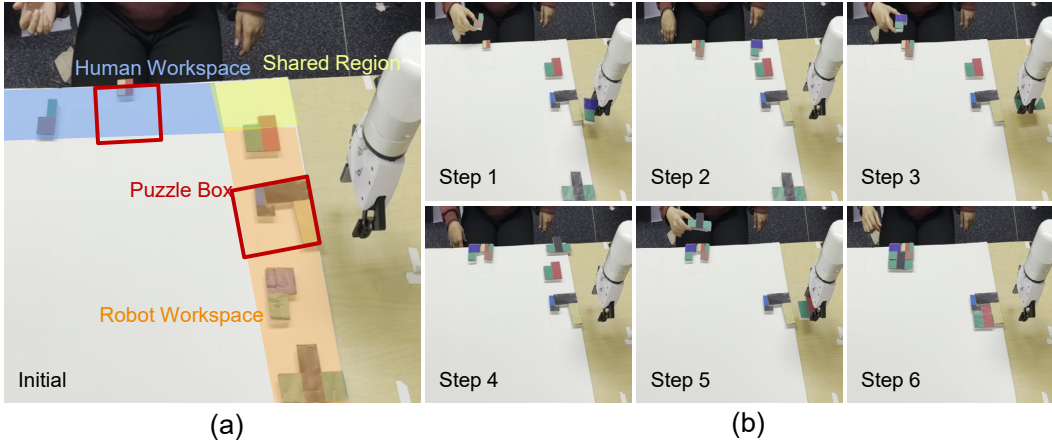 Human Workspace
Shared Region
Puzzle Box
Robot Workspace
Initial
(a)
Step 1
Step 2
Step 3
Step 4
Step 5
Step 6
(b)